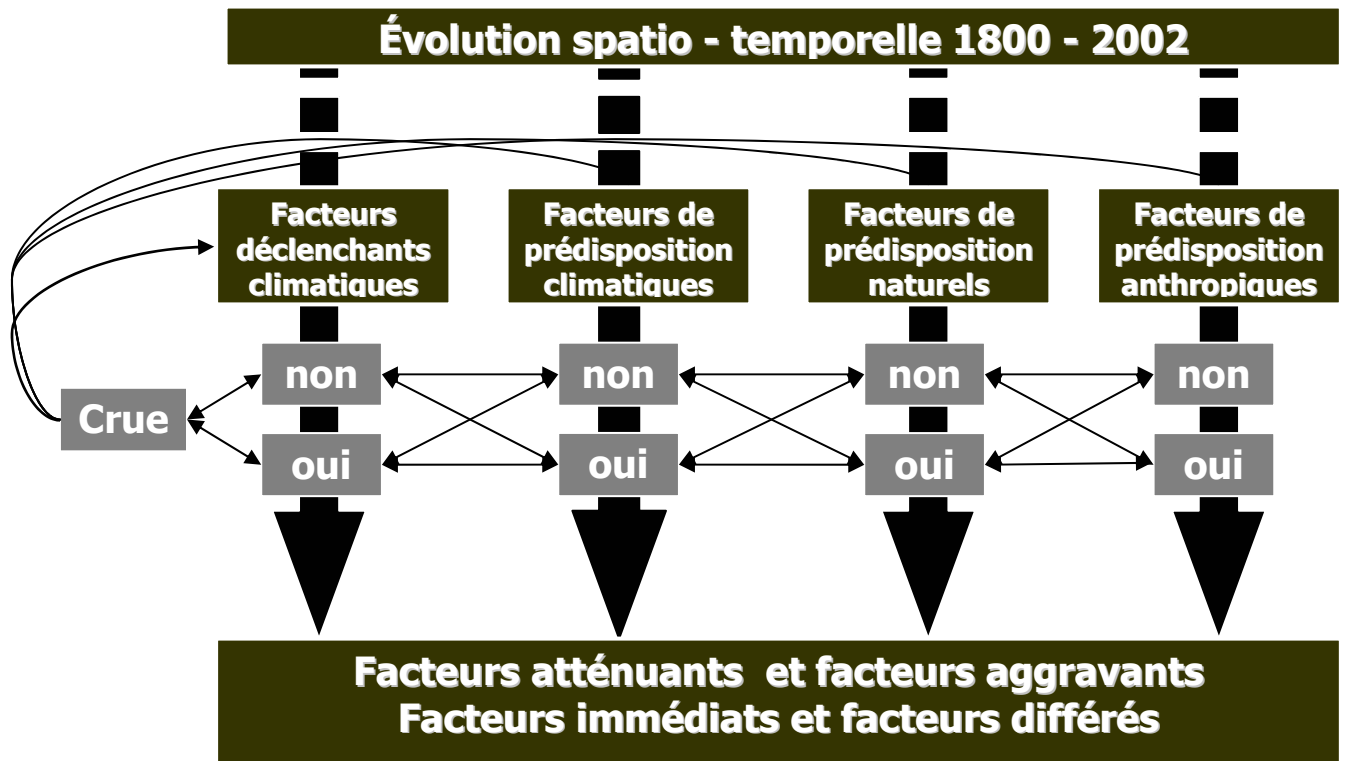 Évolution spatio - temporelle 1800 - 2002
Facteurs
déclenchants
climatiques
Facteurs de
prédisposition
climatiques
Facteurs de
prédisposition
naturels
Facteurs de
prédisposition
anthropiques
Crue
non
non
non
non
oui
oui
oui
oui
Facteurs atténuants et facteurs aggravants
Facteurs immédiats et facteurs différés